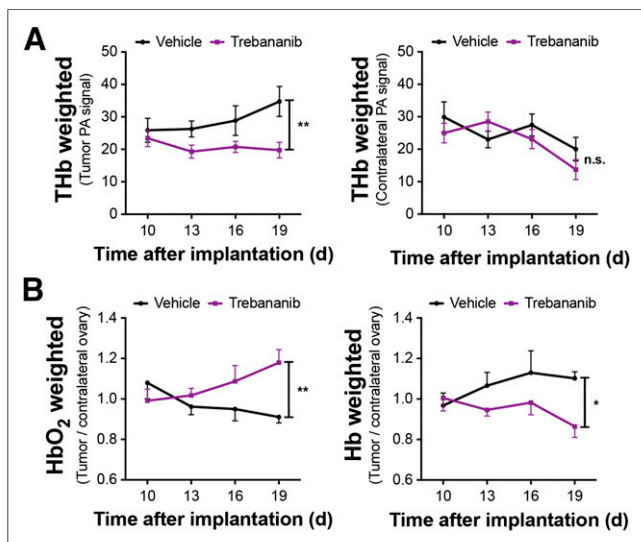 A
Vehicle Trebananib
THb weighted
(Tumor PA signal)
50
40
30
20
10
0
**
10 13 16 19
Time after implantation (d)
Vehicle Trebananib
THb weighted
(Contralateral PA signal)
50
40
30
20
10
0
n.s.
10 13 16 19
Time after implantation (d)
B
Vehicle Trebananib
HbO2 weighted
(Tumor / contralateral ovary)
1.4
1.2
1.0
0.8
0.6
**
10 13 16 19
Time after implantation (d)
Vehicle Trebananib
Hb weighted
(Tumor / contralateral ovary)
1.4
1.2
1.0
0.8
0.6
*
10 13 16 19
Time after implantation (d)